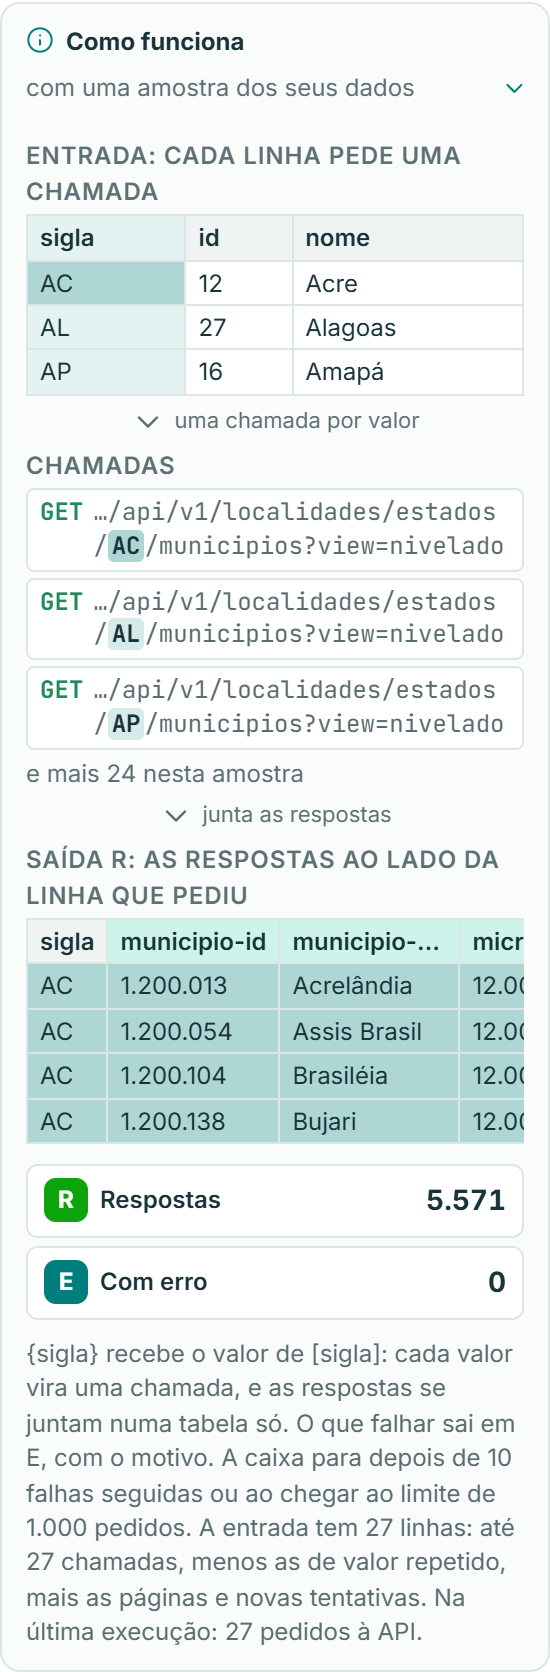 Como funciona
com uma amostra dos seus dados
ENTRADA: CADA LINHA PEDE UMA
CHAMADA
sigla id nome
AC 12 Acre
AL 27 Alagoas
AP 16 Amapá
uma chamada por valor
CHAMADAS
GET …/api/v1/localidades/estados
/AC/municipios?view=nivelado
GET …/api/v1/localidades/estados
/AL/municipios?view=nivelado
GET …/api/v1/localidades/estados
/AP/municipios?view=nivelado
e mais 24 nesta amostra
junta as respostas
SAÍDA R: AS RESPOSTAS AO LADO DA
LINHA QUE PEDIU
sigla municipio-id municipio-… micr
AC 1.200.013 Acrelândia 12.00
AC 1.200.054 Assis Brasil 12.00
AC 1.200.104 Brasiléia 12.00
AC 1.200.138 Bujari 12.00
R Respostas 5.571
E Com erro 0
{sigla} recebe o valor de [sigla]: cada valor
vira uma chamada, e as respostas se
juntam numa tabela só. O que falhar sai em
E, com o motivo. A caixa para depois de 10
falhas seguidas ou ao chegar ao limite de
1.000 pedidos. A entrada tem 27 linhas: até
27 chamadas, menos as de valor repetido,
mais as páginas e novas tentativas. Na
última execução: 27 pedidos à API.